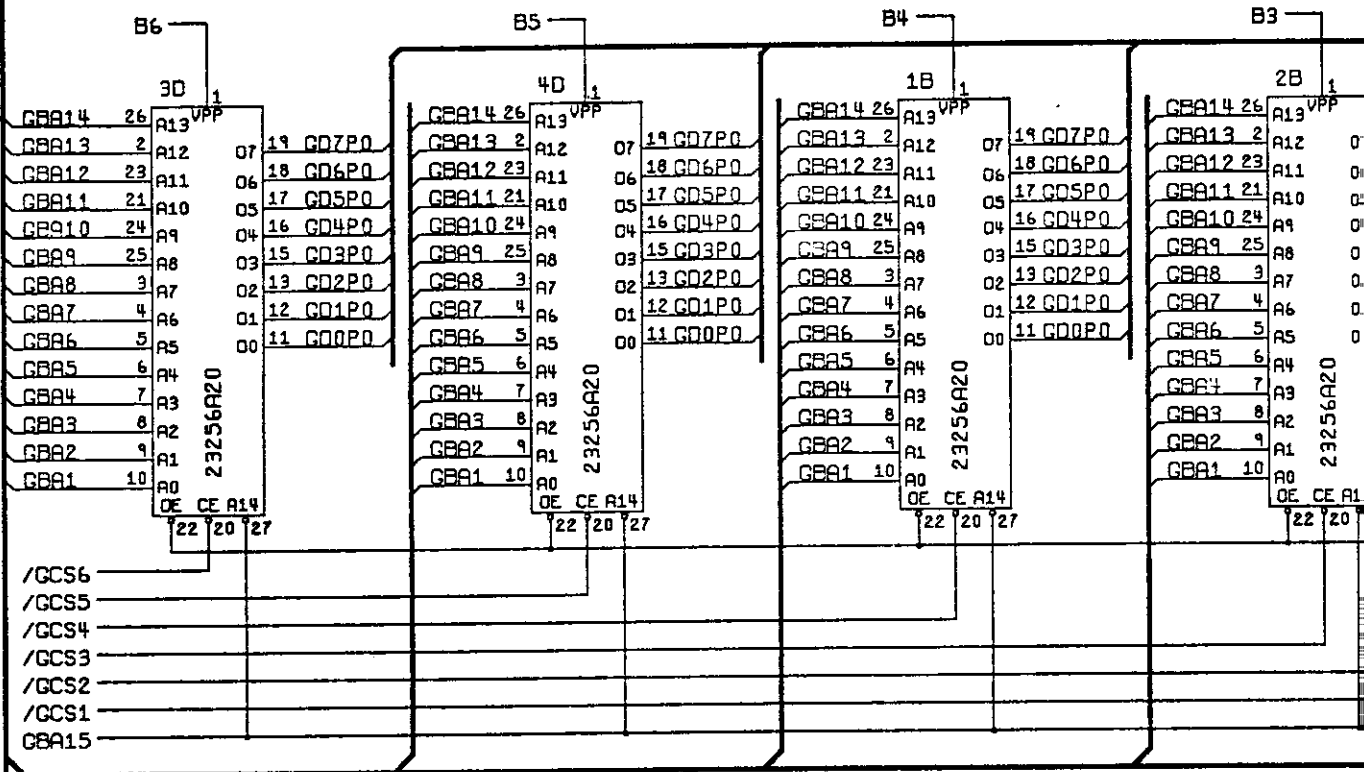 B6
B5
B4
B3
3D
1
VPP
GBA14 26 A13
GBA13 2 A12
GBA12 23 A11
GBA11 21 A10
GBA10 24 A9
GBA9 25 A8
GBA8 3 A7
GBA7 4 A6
GBA6 5 A5
GBA5 6 A4
GBA4 7 A3
GBA3 8 A2
GBA2 9 A1
GBA1 10 A0
O7 19 GD7P0
O6 18 GD6P0
O5 17 GD5P0
O4 16 GD4P0
O3 15 GD3P0
O2 13 GD2P0
O1 12 GD1P0
O0 11 GD0P0
23256A20
OE CE A14
22 20 27
4D
1
VPP
GBA14 26 A13
GBA13 2 A12
GBA12 23 A11
GBA11 21 A10
GBA10 24 A9
GBA9 25 A8
GBA8 3 A7
GBA7 4 A6
GBA6 5 A5
GBA5 6 A4
GBA4 7 A3
GBA3 8 A2
GBA2 9 A1
GBA1 10 A0
O7 19 GD7P0
O6 18 GD6P0
O5 17 GD5P0
O4 16 GD4P0
O3 15 GD3P0
O2 13 GD2P0
O1 12 GD1P0
O0 11 GD0P0
23256A20
OE CE A14
22 20 27
1B
1
VPP
GBA14 26 A13
GBA13 2 A12
GBA12 23 A11
GBA11 21 A10
GBA10 24 A9
GBA9 25 A8
GBA8 3 A7
GBA7 4 A6
GBA6 5 A5
GBA5 6 A4
GBA4 7 A3
GBA3 8 A2
GBA2 9 A1
GBA1 10 A0
O7 19 GD7P0
O6 18 GD6P0
O5 17 GD5P0
O4 16 GD4P0
O3 15 GD3P0
O2 13 GD2P0
O1 12 GD1P0
O0 11 GD0P0
23256A20
OE CE A14
22 20 27
2B
1
VPP
GBA14 26 A13
GBA13 2 A12
GBA12 23 A11
GBA11 21 A10
GBA10 24 A9
GBA9 25 A8
GBA8 3 A7
GBA7 4 A6
GBA6 5 A5
GBA5 6 A4
GBA4 7 A3
GBA3 8 A2
GBA2 9 A1
GBA1 10 A0
23256A20
OE CE A1
22 20
/GCS6
/GCS5
/GCS4
/GCS3
/GCS2
/GCS1
GBA15